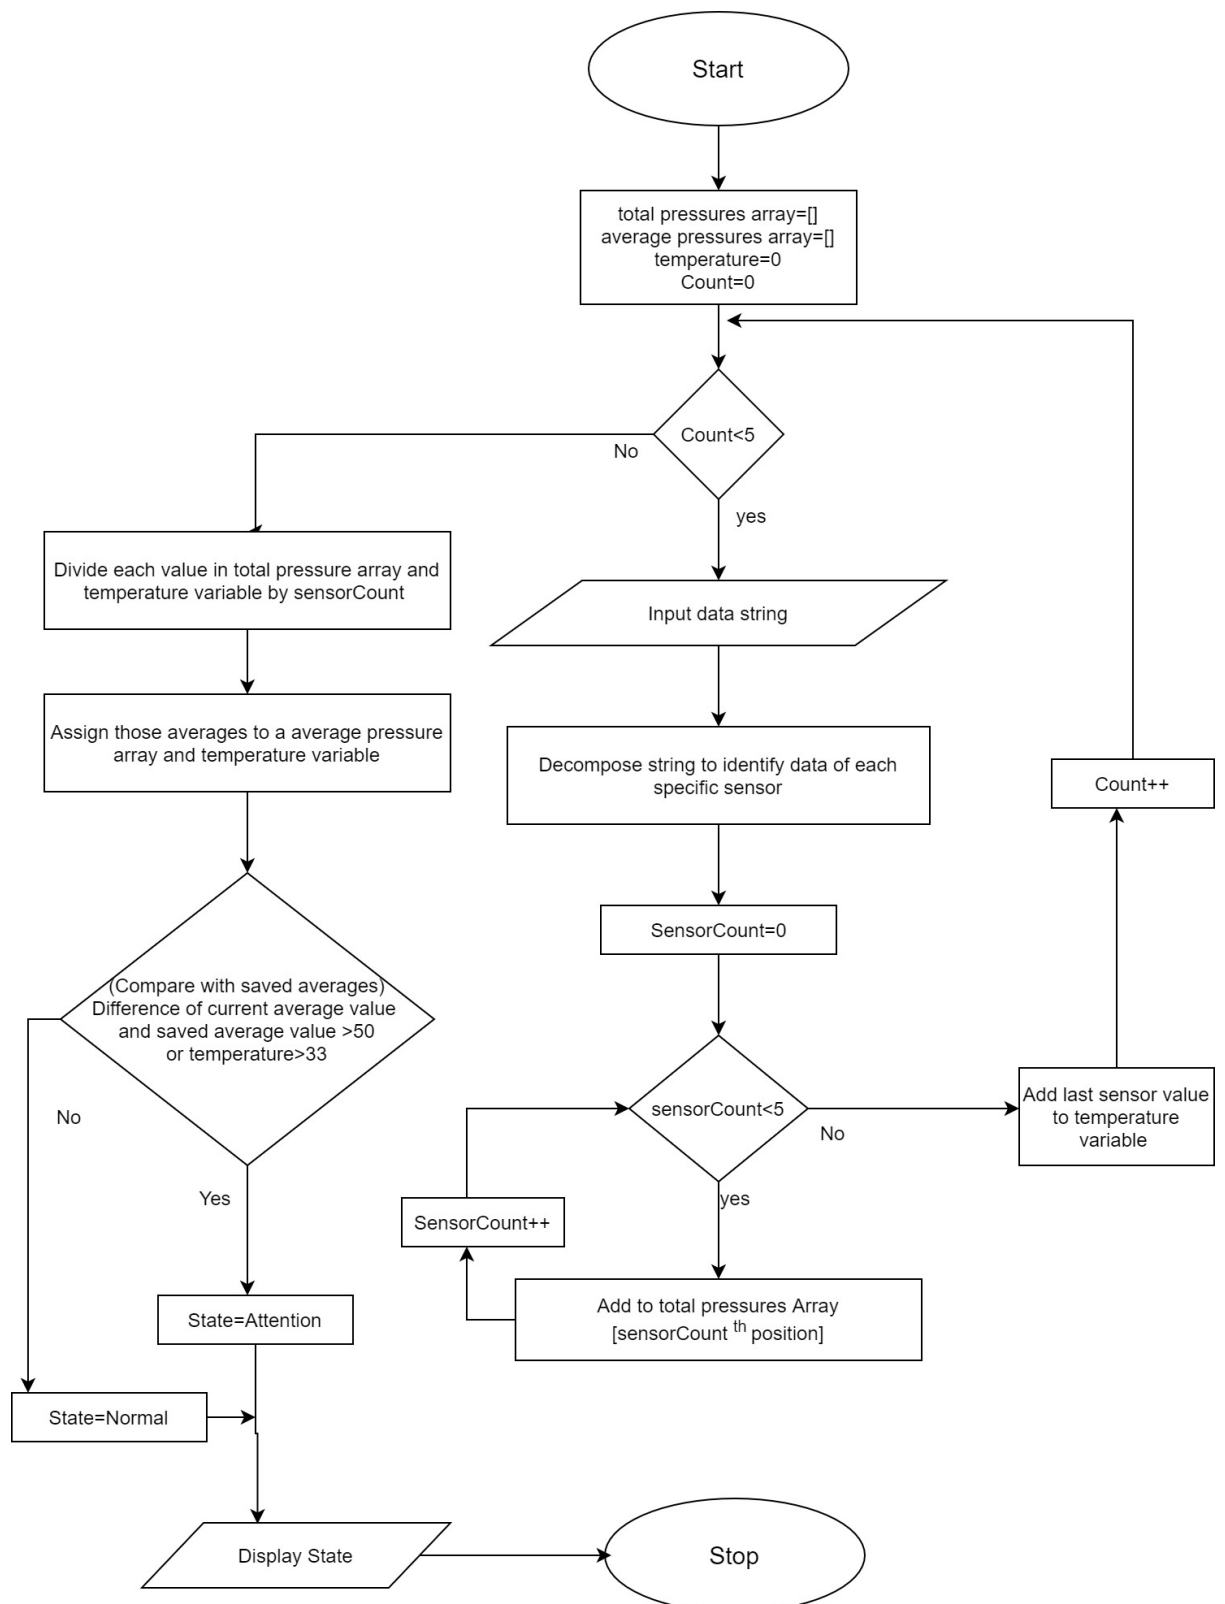 Start
total pressures array=[]
average pressures array=[]
temperature=0
Count=0
Count<5
No
yes
Divide each value in total pressure array and
temperature variable by sensorCount
Input data string
Assign those averages to a average pressure
array and temperature variable
Decompose string to identify data of each
specific sensor
Count++
SensorCount=0
(Compare with saved averages)
Difference of current average value
and saved average value >50
or temperature>33
No
Yes
sensorCount<5
No
yes
Add last sensor value
to temperature
variable
SensorCount++
Add to total pressures Array
[sensorCount th position]
State=Attention
State=Normal
Display State
Stop